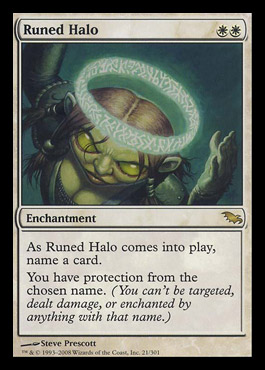 Runed Halo
Enchantment
As Runed Halo comes into play,
name a card.
You have protection from the
chosen name. (You can't be targeted,
dealt damage, or enchanted by
anything with that name.)
Steve Prescott
™ & © 1993-2008 Wizards of the Coast, Inc. 21/301